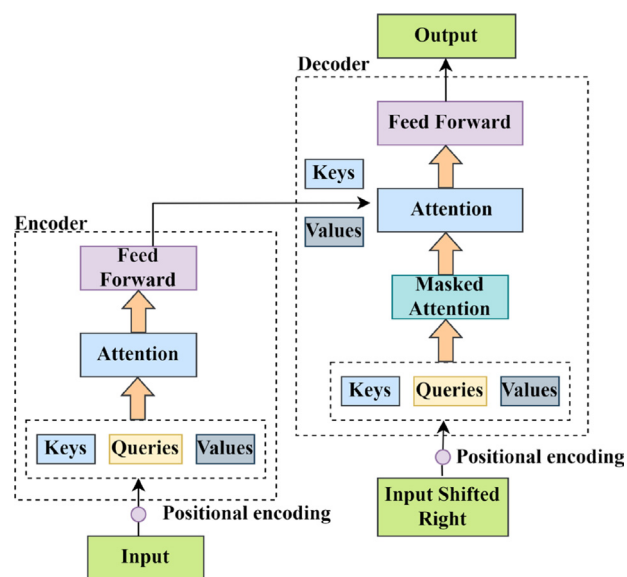 Output
Decoder
Feed Forward
Keys
Attention
Values
Masked
Attention
Keys Queries Values
Positional encoding
Input Shifted
Right
Encoder
Feed
Forward
Attention
Keys Queries Values
Positional encoding
Input